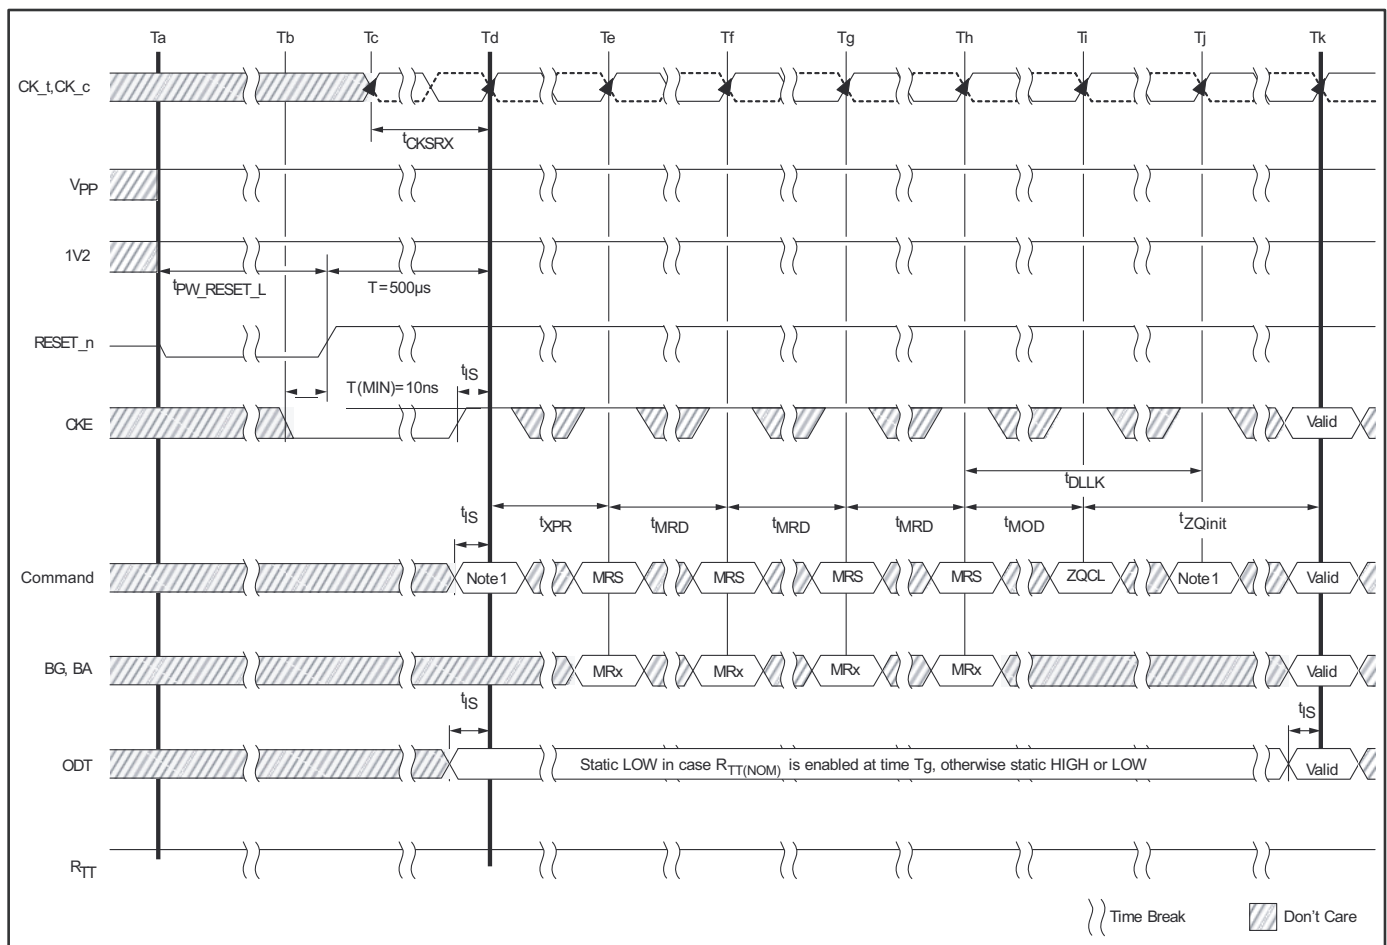 Ta Tb Tc Td Te Tf Tg Th Ti Tj Tk
CK_t,CK_c
tCKSRX
VPP
1V2
tPW_RESET_L T=500µs
RESET_n
tIS
T(MIN)=10ns
CKE Valid
tDLLK
tIS
tXPR tMRD tMRD tMRD tMOD tZQinit
Command Note1 MRS MRS MRS MRS ZQCL Note1 Valid
BG, BA MRx MRx MRx MRx Valid
tIS tIS
ODT Static LOW in case RTT(NOM) is enabled at time Tg, otherwise static HIGH or LOW Valid
RTT
Time Break Don't Care